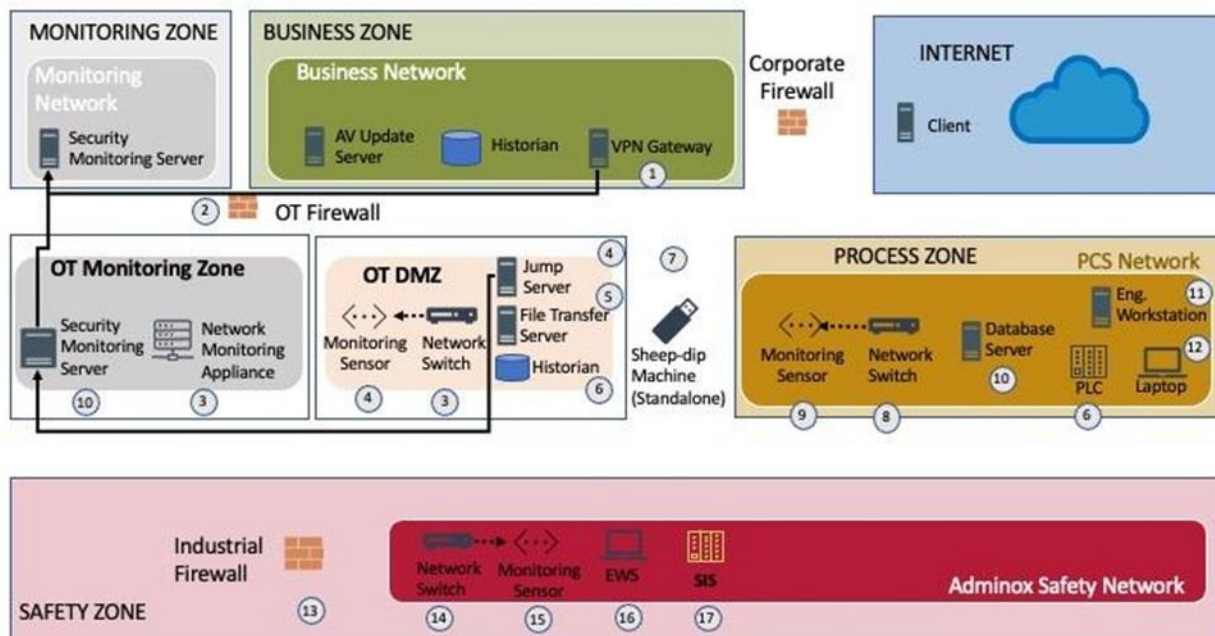 MONITORING ZONE
Monitoring
Network
Security
Monitoring Server
BUSINESS ZONE
Business Network
AV Update
Server
Historian
VPN Gateway
1
Corporate
Firewall
INTERNET
Client
2
OT Firewall
OT Monitoring Zone
Security
Monitoring
Server
10
Network
Monitoring
Appliance
3
OT DMZ
Monitoring
Sensor
4
Network
Switch
3
Jump
Server
4
5
File Transfer
Server
Historian
6
7
Sheep-dip
Machine
(Standalone)
PROCESS ZONE
PCS Network
Monitoring
Sensor
9
Network
Switch
8
Database
Server
10
Eng.
Workstation
11
PLC
6
12
Laptop
Industrial
Firewall
13
SAFETY ZONE
Network
Switch
14
Monitoring
Sensor
15
EWS
16
SIS
17
Adminox Safety Network